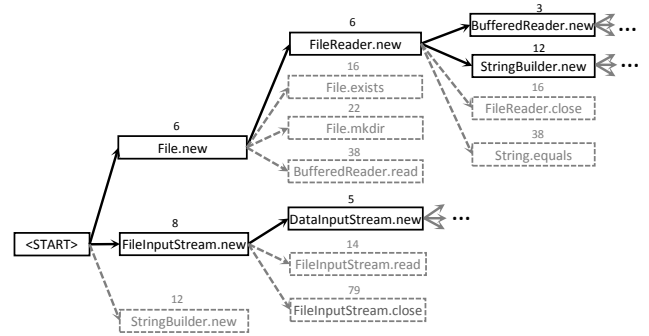 3
BufferedReader.new
...
6
FileReader.new
12
StringBuilder.new
...
16
File.exists
16
FileReader.close
22
File.mkdir
38
String.equals
6
File.new
38
BufferedReader.read
5
DataInputStream.new
...
8
<START>
FileInputStream.new
14
FileInputStream.read
12
StringBuilder.new
79
FileInputStream.close